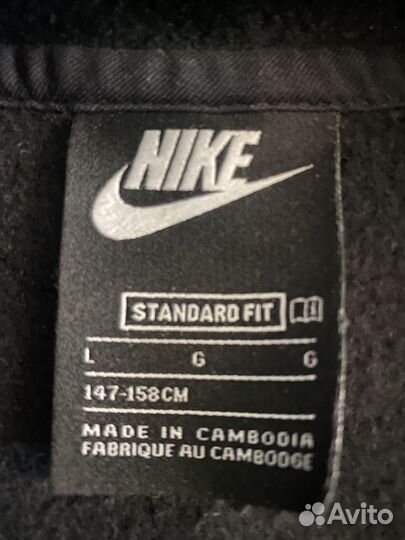 NIKE
STANDARD FIT
L G G
147-158CM
MADE IN CAMBODIA
FABRIQUE AU CAMBODGE
Avito